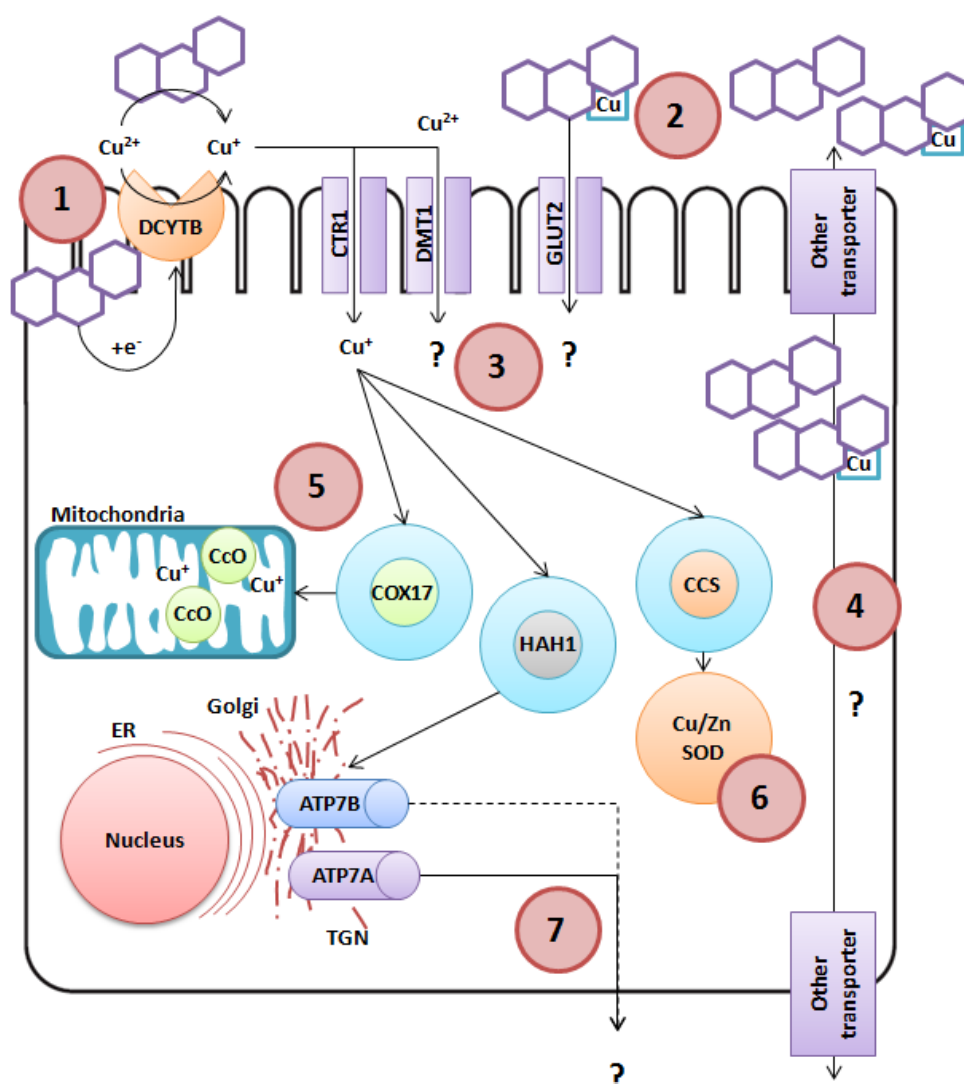 Cu
2
Cu²⁺
Cu⁺
Cu²⁺
Cu
1
DCYTB
CTR1
DMT1
GLUT2
Other
transporter
+e⁻
Cu⁺
?
3
?
Cu
5
Mitochondria
CcO
Cu⁺
Cu⁺
CcO
COX17
CCS
HAH1
4
?
Golgi
ER
Cu/Zn
SOD
6
ATP7B
Nucleus
ATP7A
7
TGN
Other
transporter
?